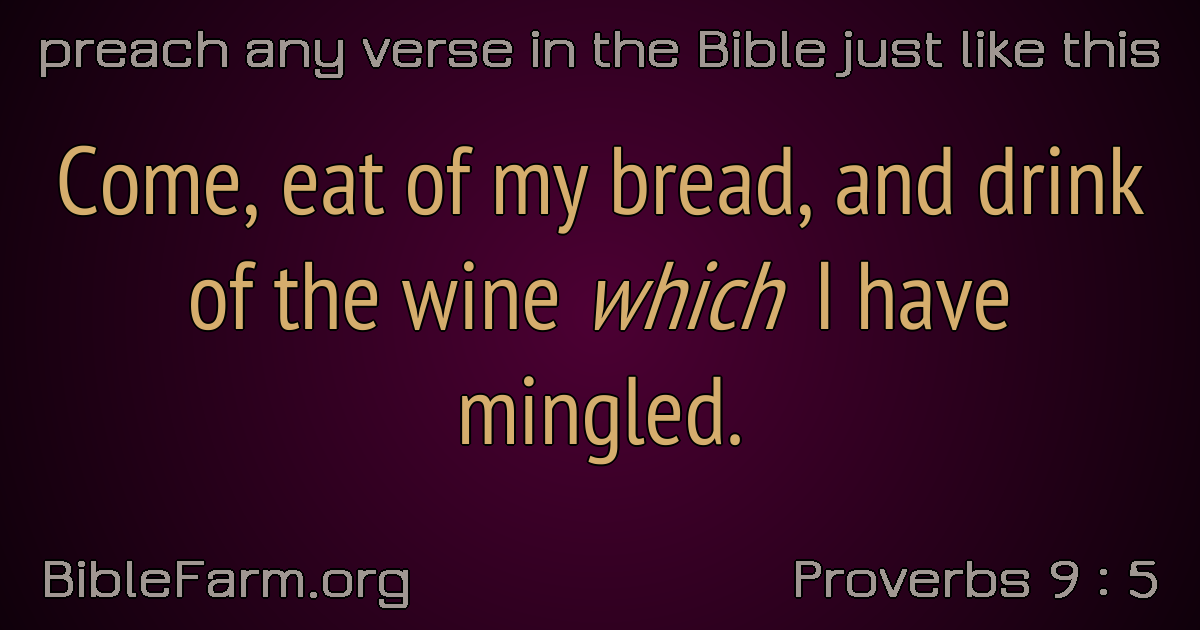 preach any verse in the Bible just like this
Come, eat of my bread, and drink
of the wine which I have
mingled.
BibleFarm.org
Proverbs 9 : 5